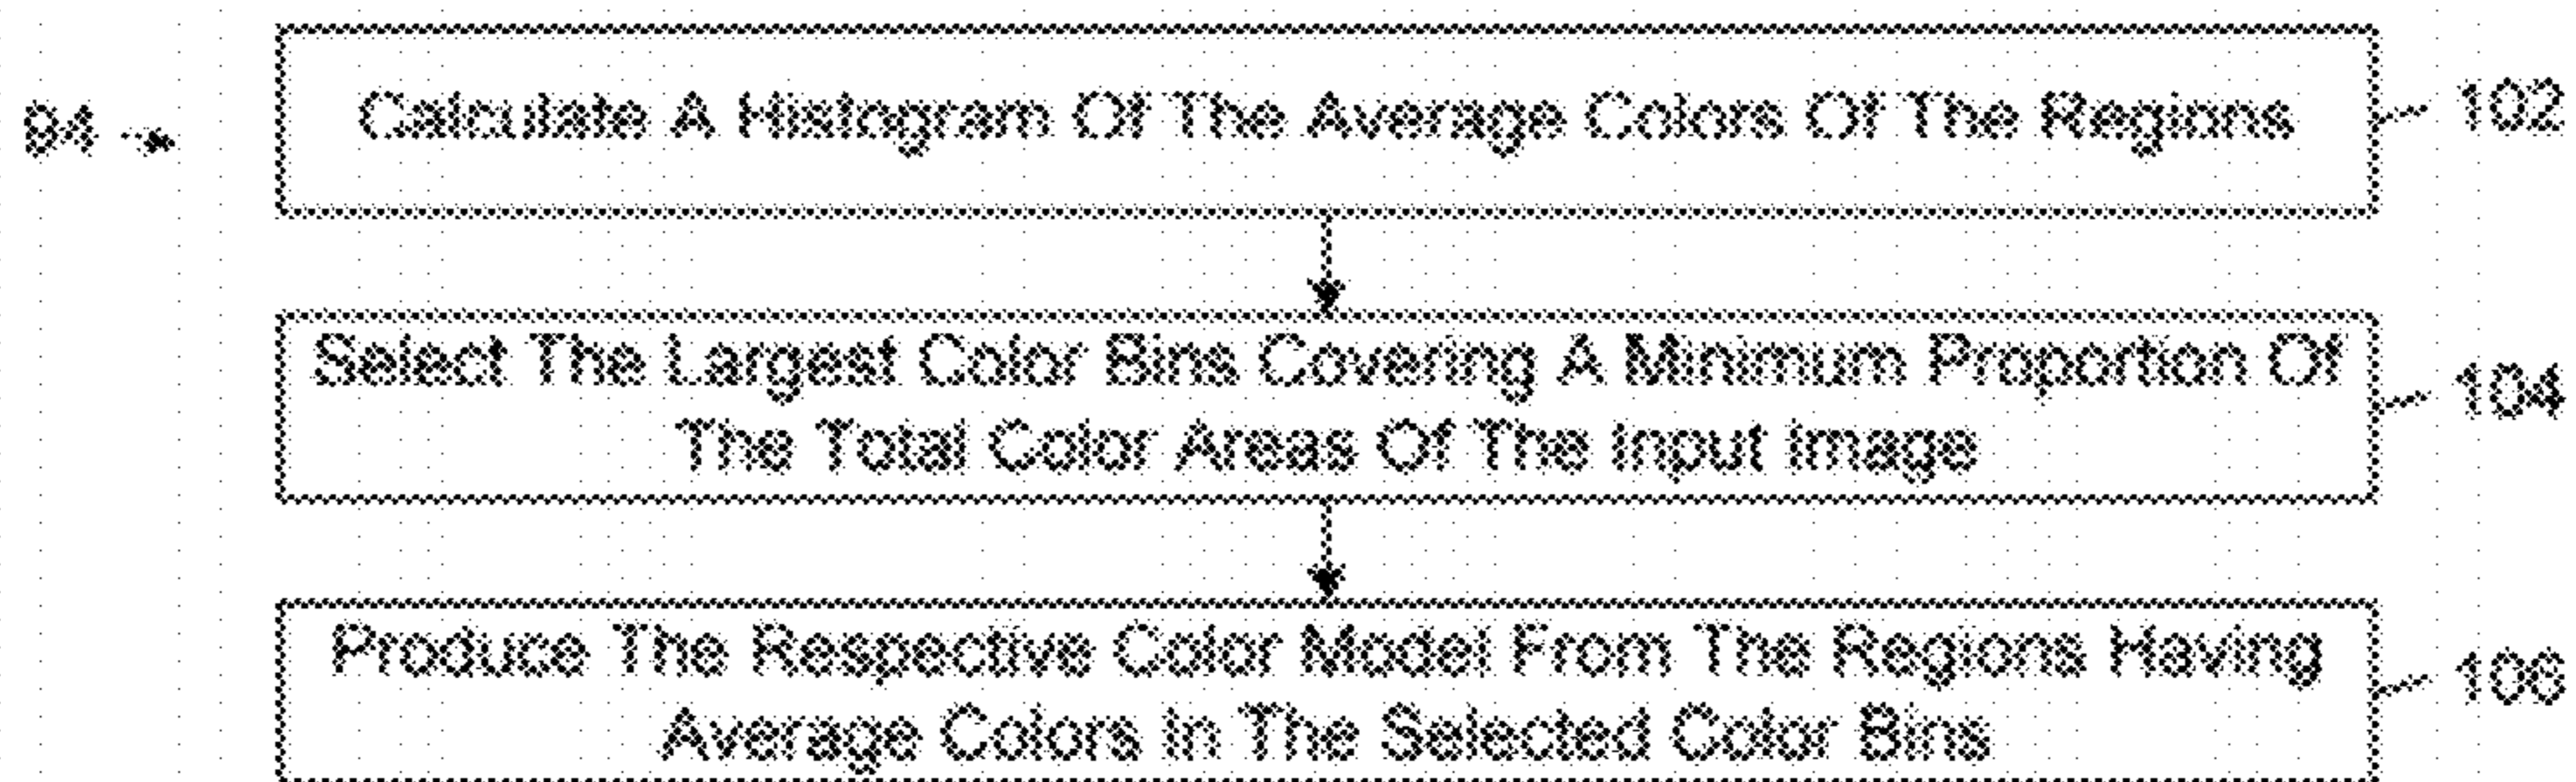 94
Calculate A Histogram Of The Average Colors Of The Regions
102
Select The Largest Color Bins Covering A Minimum Proportion Of
The Total Color Areas Of The Input Image
104
Produce The Respective Color Model From The Regions Having
Average Colors In The Selected Color Bins
106